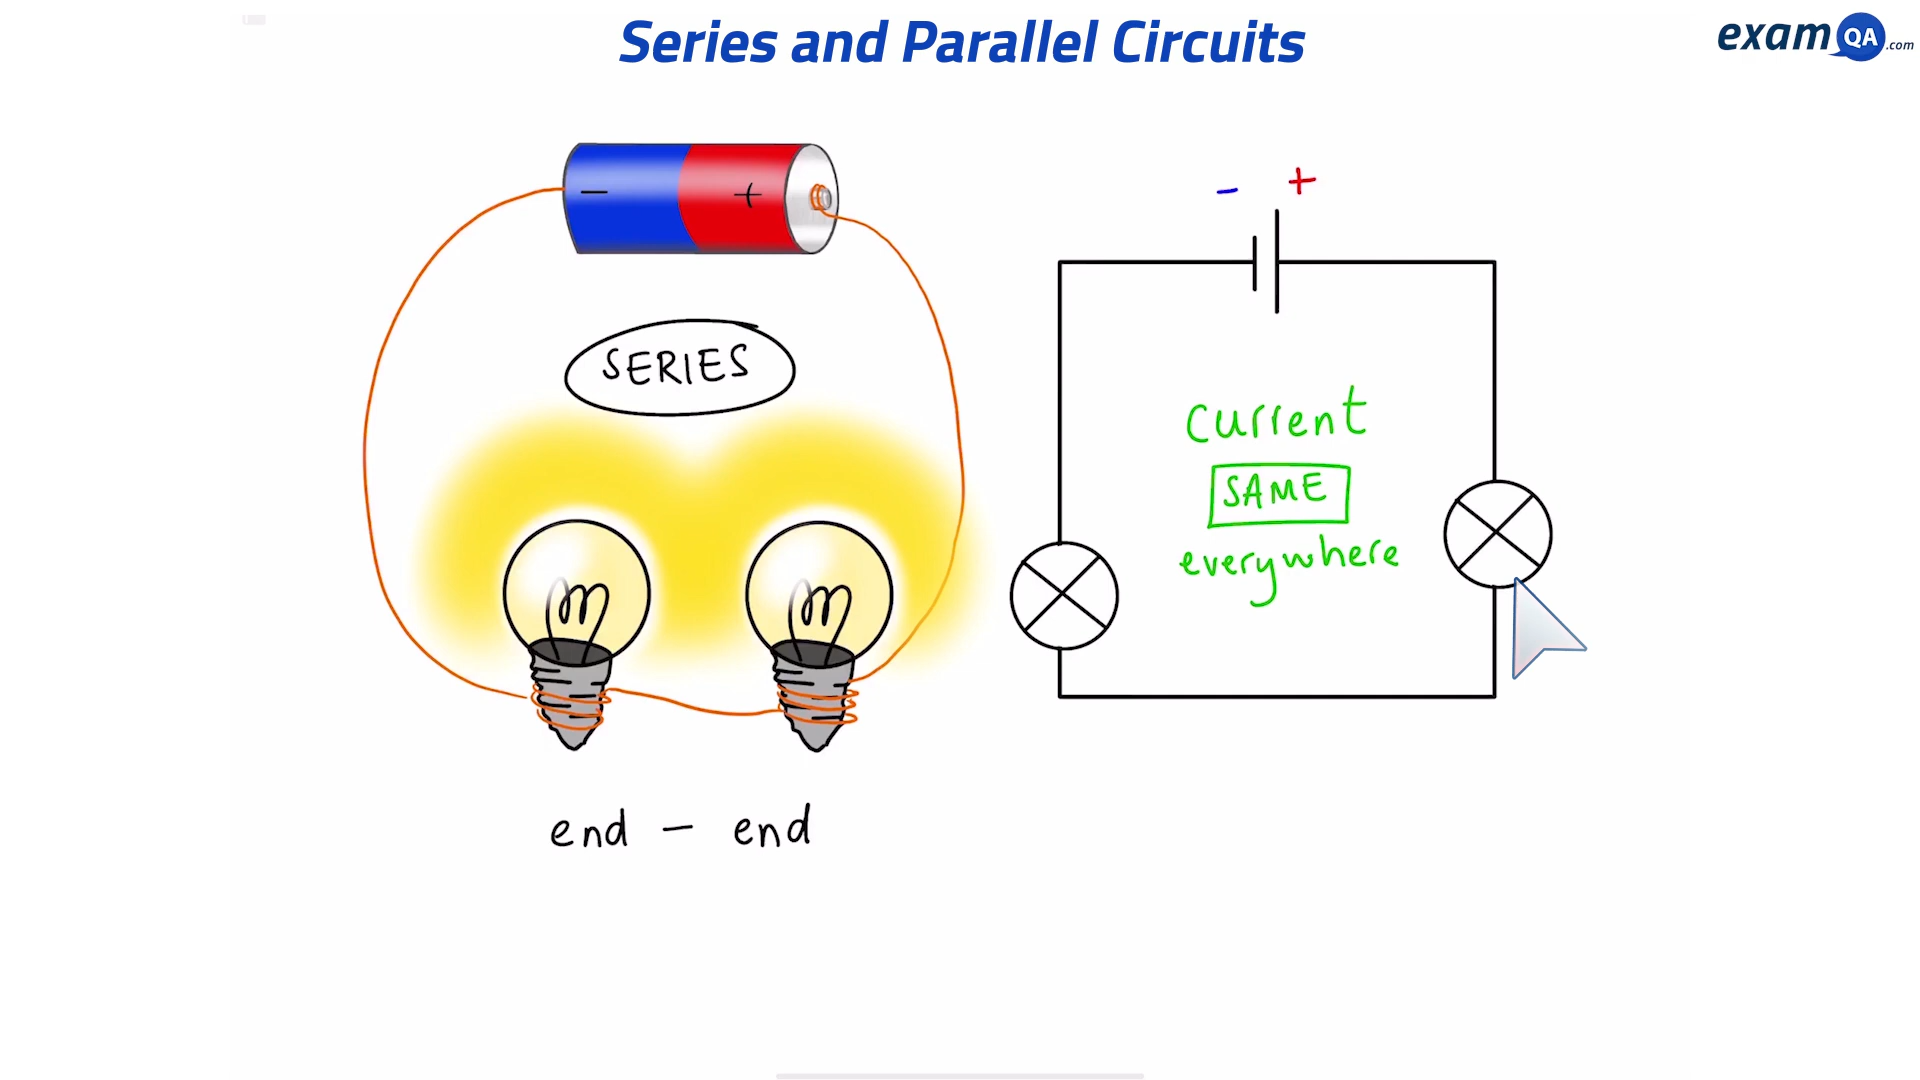 Series and Parallel Circuits
examQA.com
- +
- +
SERIES
Current
SAME
everywhere
end - end